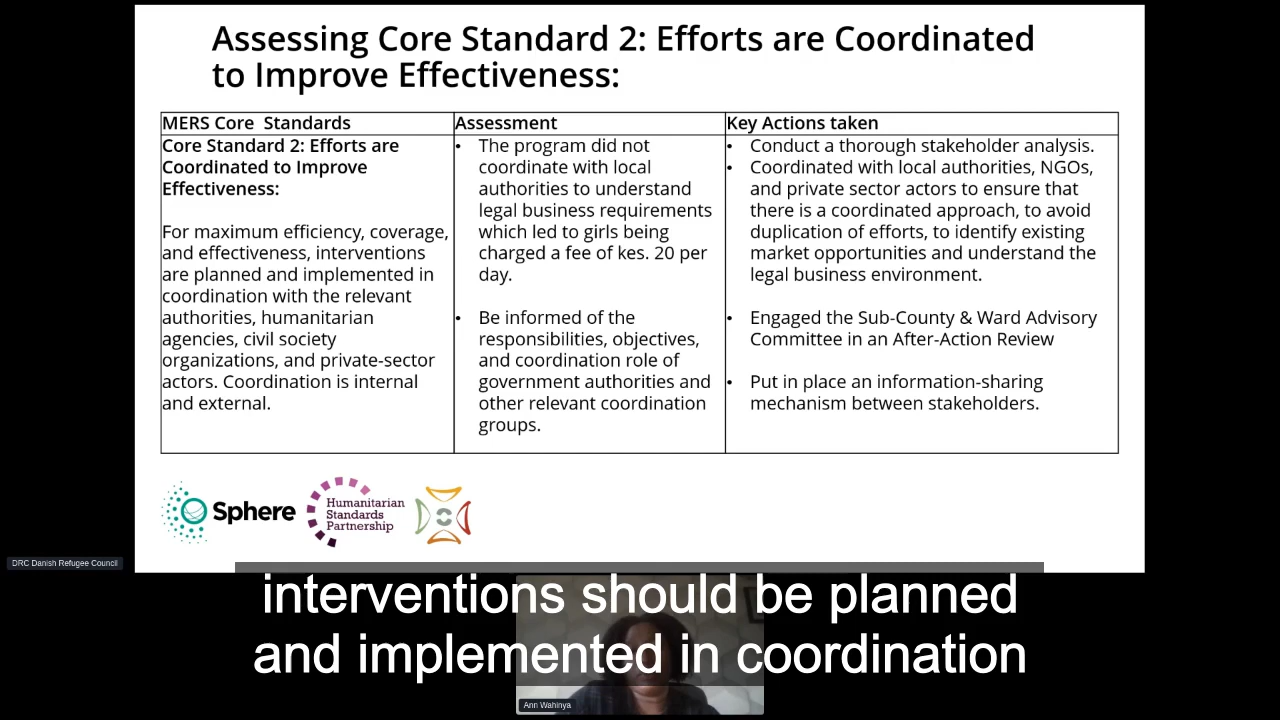 Assessing Core Standard 2: Efforts are Coordinated
to Improve Effectiveness:
MERS Core Standards
Assessment
Key Actions taken
Core Standard 2: Efforts are
Coordinated to Improve
Effectiveness:
For maximum efficiency, coverage,
and effectiveness, interventions
are planned and implemented in
coordination with the relevant
authorities, humanitarian
agencies, civil society
organizations, and private-sector
actors. Coordination is internal
and external.
• The program did not
coordinate with local
authorities to understand
legal business requirements
which led to girls being
charged a fee of kes. 20 per
day.
• Be informed of the
responsibilities, objectives,
and coordination role of
government authorities and
other relevant coordination
groups.
• Conduct a thorough stakeholder analysis.
• Coordinated with local authorities, NGOs,
and private sector actors to ensure that
there is a coordinated approach, to avoid
duplication of efforts, to identify existing
market opportunities and understand the
legal business environment.
• Engaged the Sub-County & Ward Advisory
Committee in an After-Action Review
• Put in place an information-sharing
mechanism between stakeholders.
Sphere
Humanitarian
Standards
Partnership
DRC Danish Refugee Council
interventions should be planned
and implemented in coordination
Ann Wahinya